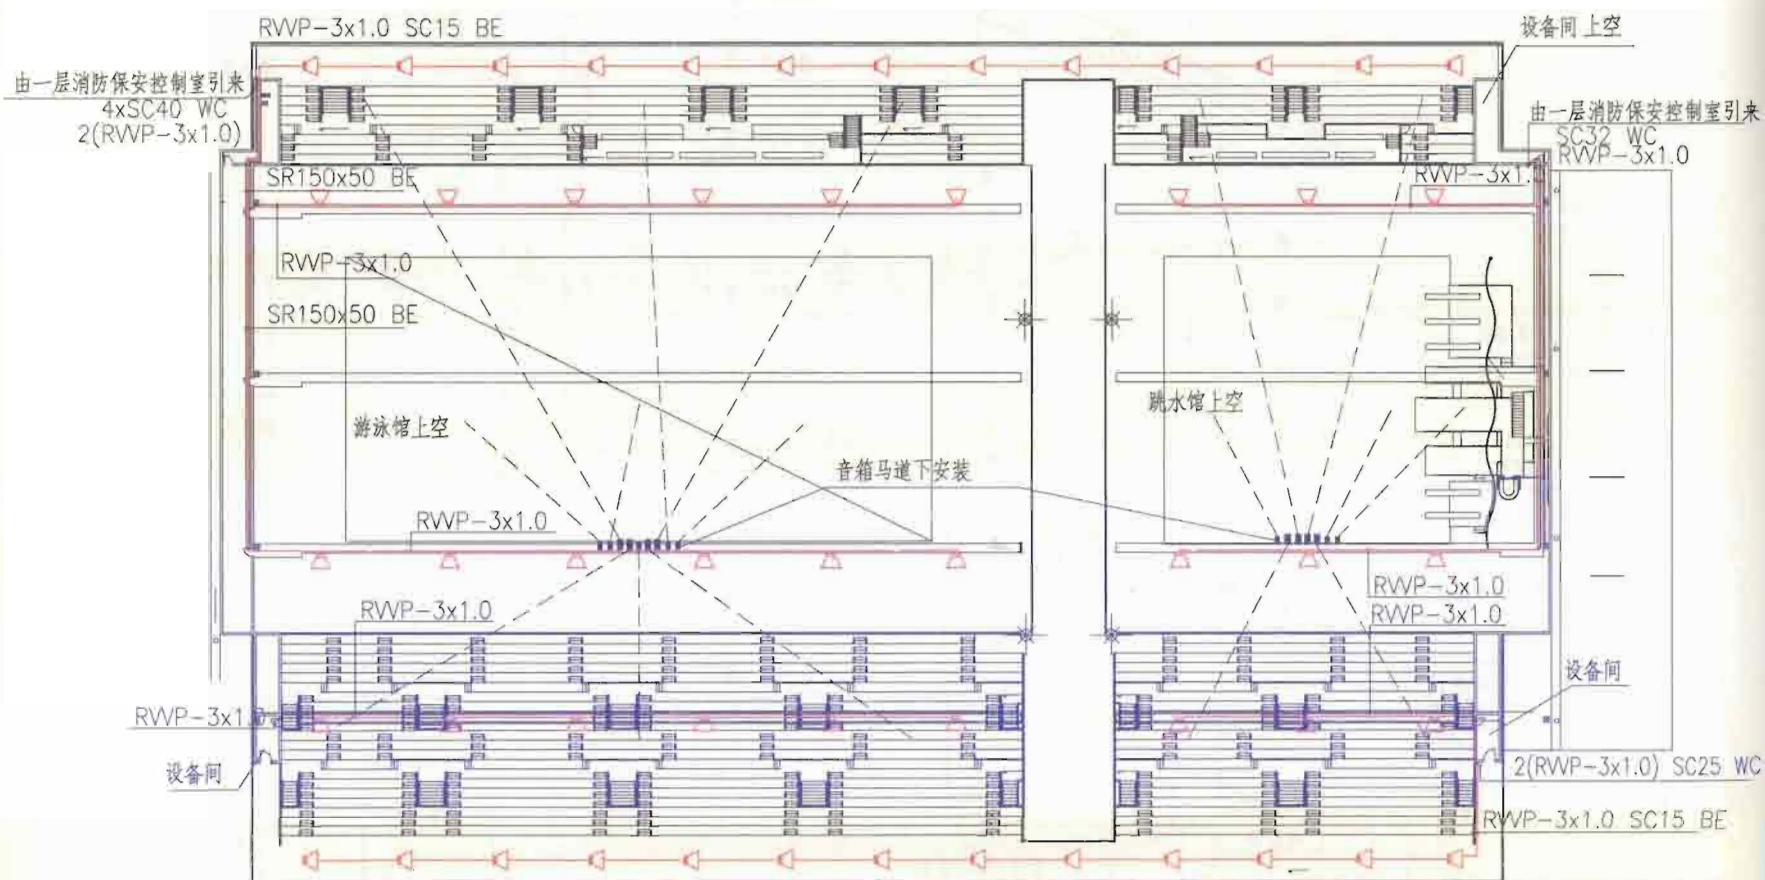 RVVP-3x1.0 SC15 BE
设备间上空
由一层消防保安控制室引来
4xSC40 WC
2(RVVP-3x1.0)
由一层消防保安控制室引来
SC32 WC
RVVP-3x1.0
SR150x50 BE
RVVP-3x1.
RVVP-3x1.0
SR150x50 BE
游泳馆上空
跳水馆上空
音箱马道下安装
RVVP-3x1.0
RVVP-3x1.0
RVVP-3x1.0
RVVP-3x1.0
设备间
RVVP-3x1.
设备间
2(RVVP-3x1.0) SC25 WC
RVVP-3x1.0 SC15 BE